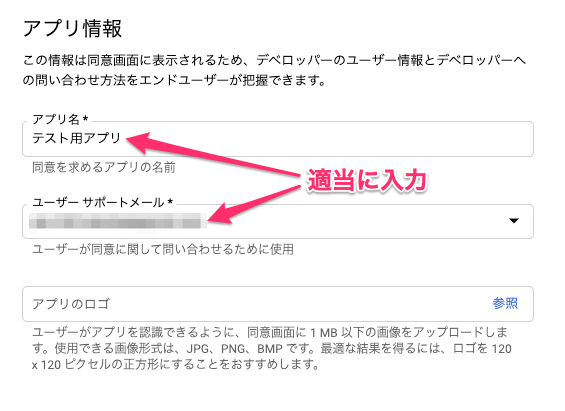 アプリ情報
この情報は同意画面に表示されるため、デベロッパーのユーザー情報とデベロッパーへ
の問い合わせ方法をエンドユーザーが把握できます。
アプリ名 *
テスト用アプリ
同意を求めるアプリの名前
適当に入力
ユーザー サポートメール *
ユーザーが同意に関して問い合わせるために使用
アプリのロゴ 参照
ユーザーがアプリを認識できるように、同意画面に 1 MB 以下の画像をアップロードしま
す。使用できる画像形式は、JPG、PNG、BMP です。最適な結果を得るには、ロゴを 120
x 120 ピクセルの正方形にすることをおすすめします。